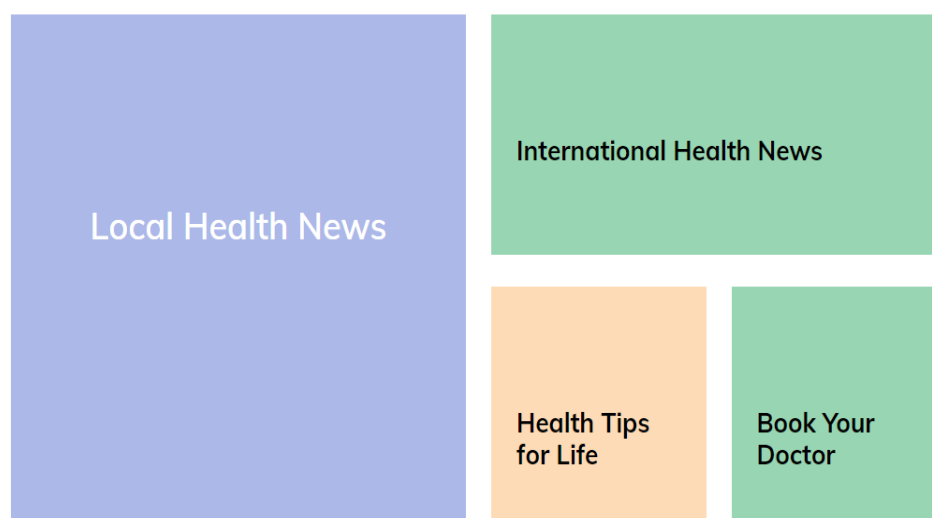 Local Health News
International Health News
Health Tips
for Life
Book Your
Doctor